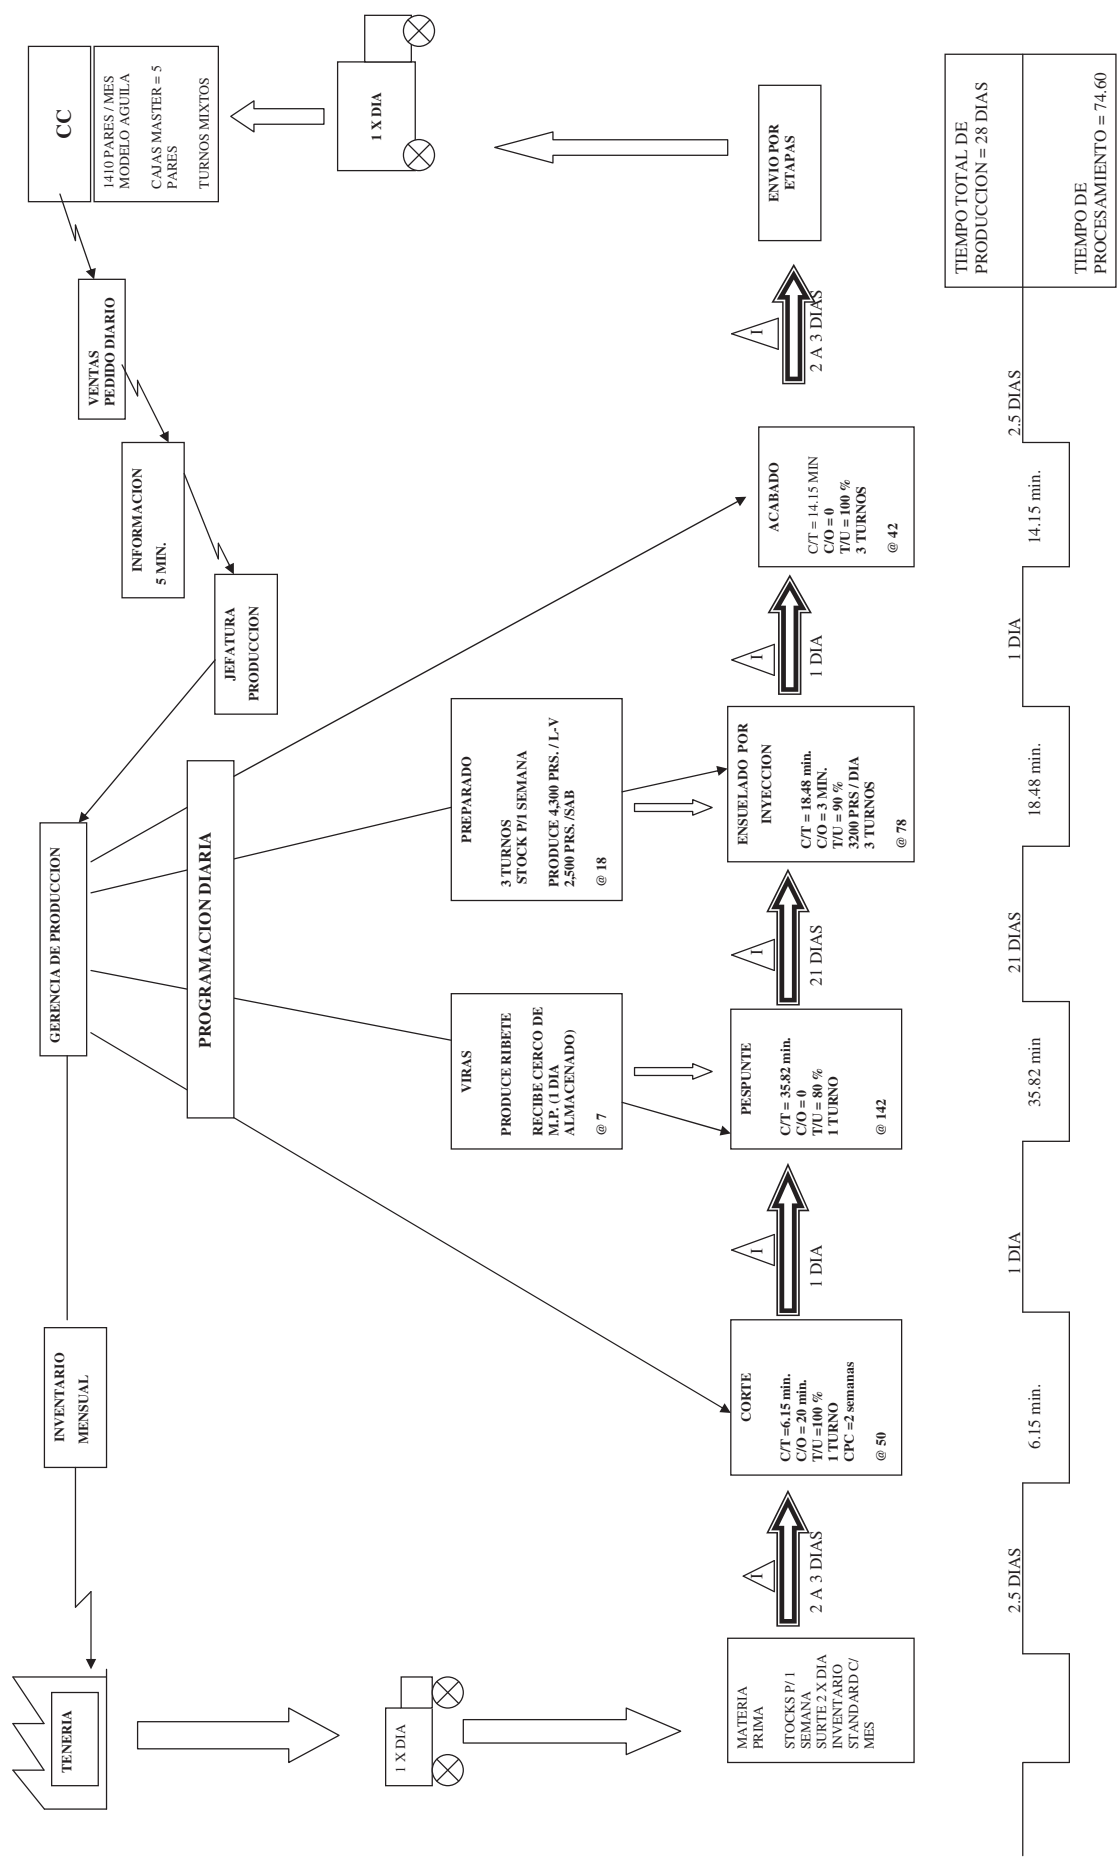 TENERIA
INVENTARIO
MENSUAL
GERENCIA DE PRODUCCION
PROGRAMACION DIARIA
JEFATURA
PRODUCCION
INFORMACION
5 MIN.
VENTAS
PEDIDO DIARIO
CC
1410 PARES / MES
MODELO AGUILA
CAJAS MASTER = 5
PARES
TURNOS MIXTOS
1 X DIA
1 X DIA
VIRAS
PRODUCE RIBETE
RECIBE CERCO DE
M.P. (1 DIA
ALMACENADO)
@ 7
PREPARADO
3 TURNOS
STOCK P/1 SEMANA
PRODUCE 4,300 PRS. / L-V
2,500 PRS. /SAB
@ 18
MATERIA
PRIMA
STOCKS P/ 1
SEMANA
SURTE 2 X DIA
INVENTARIO
STANDARD C/
MES
I
2 A 3 DIAS
CORTE
C/T =6.15 min.
C/O = 20 min.
T/U =100 %
1 TURNO
CPC =2 semanas
@ 50
I
1 DIA
PESPUNTE
C/T = 35.82 min.
C/O = 0
T/U = 80 %
1 TURNO
@ 142
I
21 DIAS
ENSUELADO POR
INYECCION
C/T = 18.48 min.
C/O = 3 MIN.
T/U = 90 %
3200 PRS / DIA
3 TURNOS
@ 78
I
1 DIA
ACABADO
C/T = 14.15 MIN
C/O = 0
T/U = 100 %
3 TURNOS
@ 42
I
2 A 3 DIAS
ENVIO POR
ETAPAS
2.5 DIAS
6.15 min.
1 DIA
35.82 min
21 DIAS
18.48 min.
1 DIA
14.15 min.
2.5 DIAS
TIEMPO TOTAL DE
PRODUCCION = 28 DIAS
TIEMPO DE
PROCESAMIENTO = 74.60